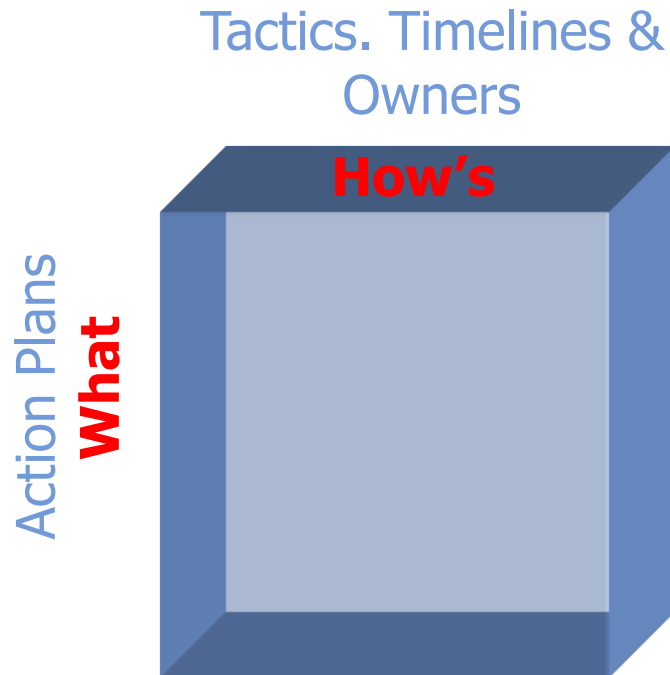 Tactics. Timelines &
Owners
How’s
Action Plans
What